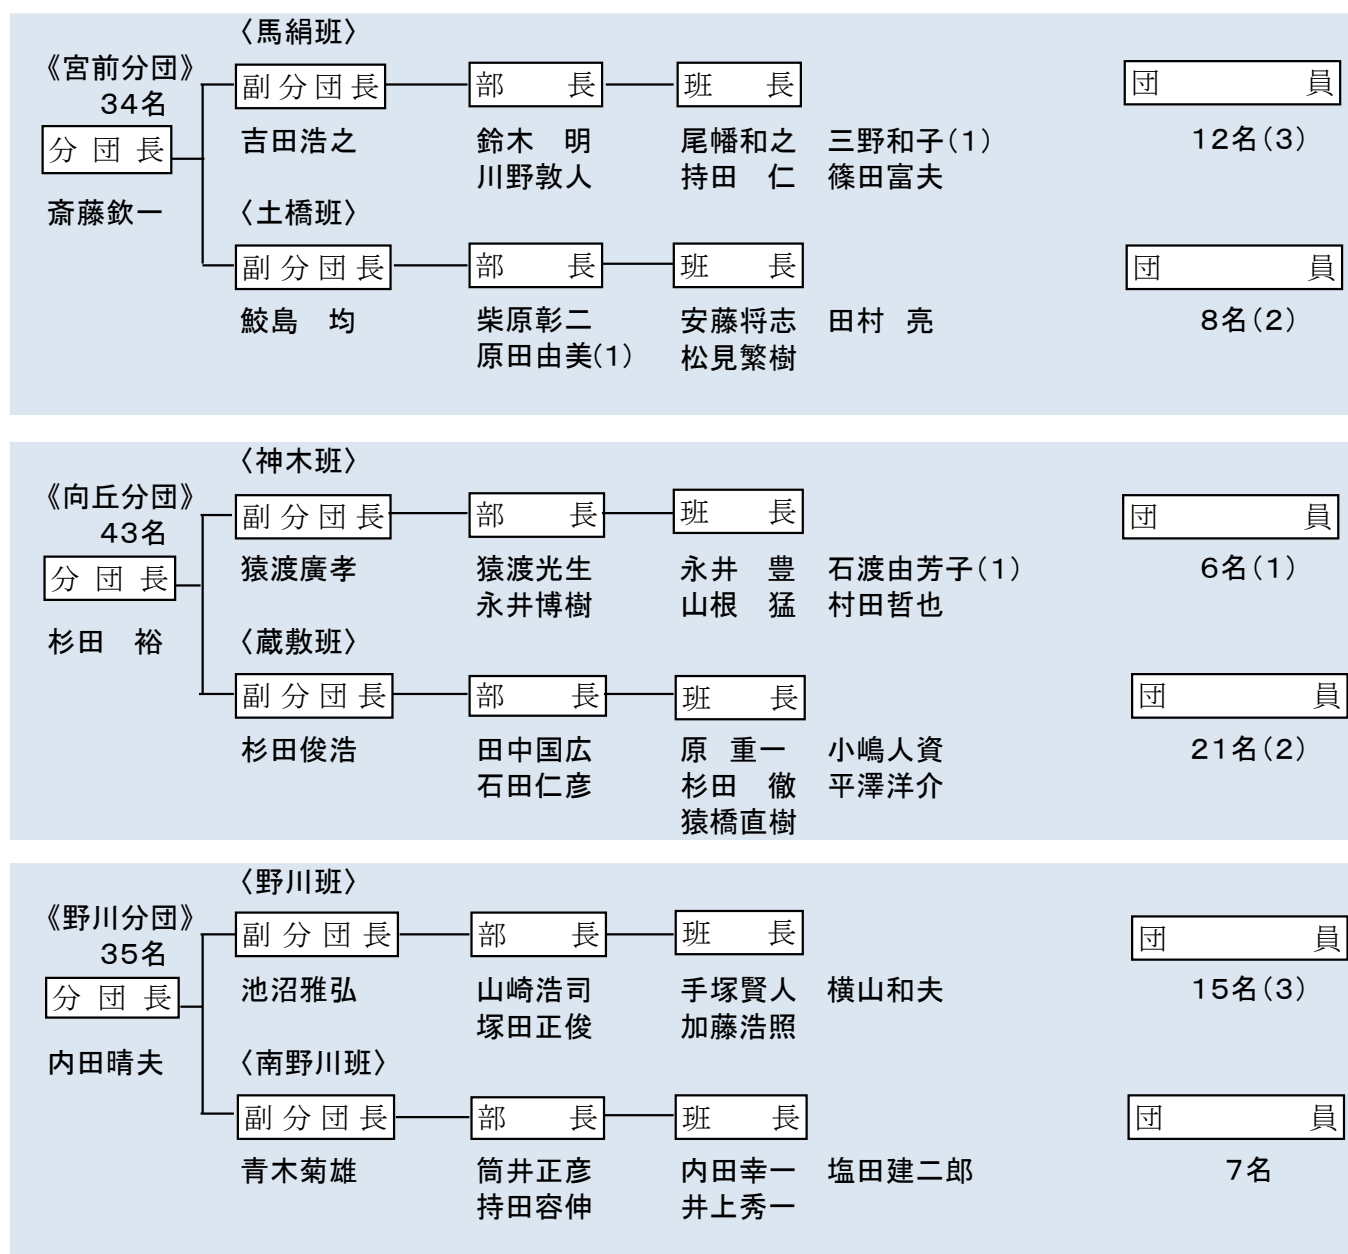 〈馬絹班〉
《宮前分団》
34名
副分団長 部 長 班 長 団 員
分団長
吉田浩之 鈴木 明 尾幡和之 三野和子(1) 12名(3)
川野敦人 持田 仁 篠田富夫
斎藤欽一 〈土橋班〉
副分団長 部 長 班 長 団 員
鮫島 均 柴原彰二 安藤将志 田村 亮 8名(2)
原田由美(1) 松見繁樹
〈神木班〉
《向丘分団》
43名
副分団長 部 長 班 長 団 員
分団長
猿渡廣孝 猿渡光生 永井 豊 石渡由芳子(1) 6名(1)
永井博樹 山根 猛 村田哲也
杉田 裕 〈蔵敷班〉
副分団長 部 長 班 長 団 員
杉田俊浩 田中国広 原 重一 小嶋人資 21名(2)
石田仁彦 杉田 徹 平澤洋介
猿橋直樹
〈野川班〉
《野川分団》
35名
副分団長 部 長 班 長 団 員
分団長
池沼雅弘 山崎浩司 手塚賢人 横山和夫 15名(3)
塚田正俊 加藤浩照
内田晴夫 〈南野川班〉
副分団長 部 長 班 長 団 員
青木菊雄 筒井正彦 内田幸一 塩田建二郎 7名
持田容伸 井上秀一